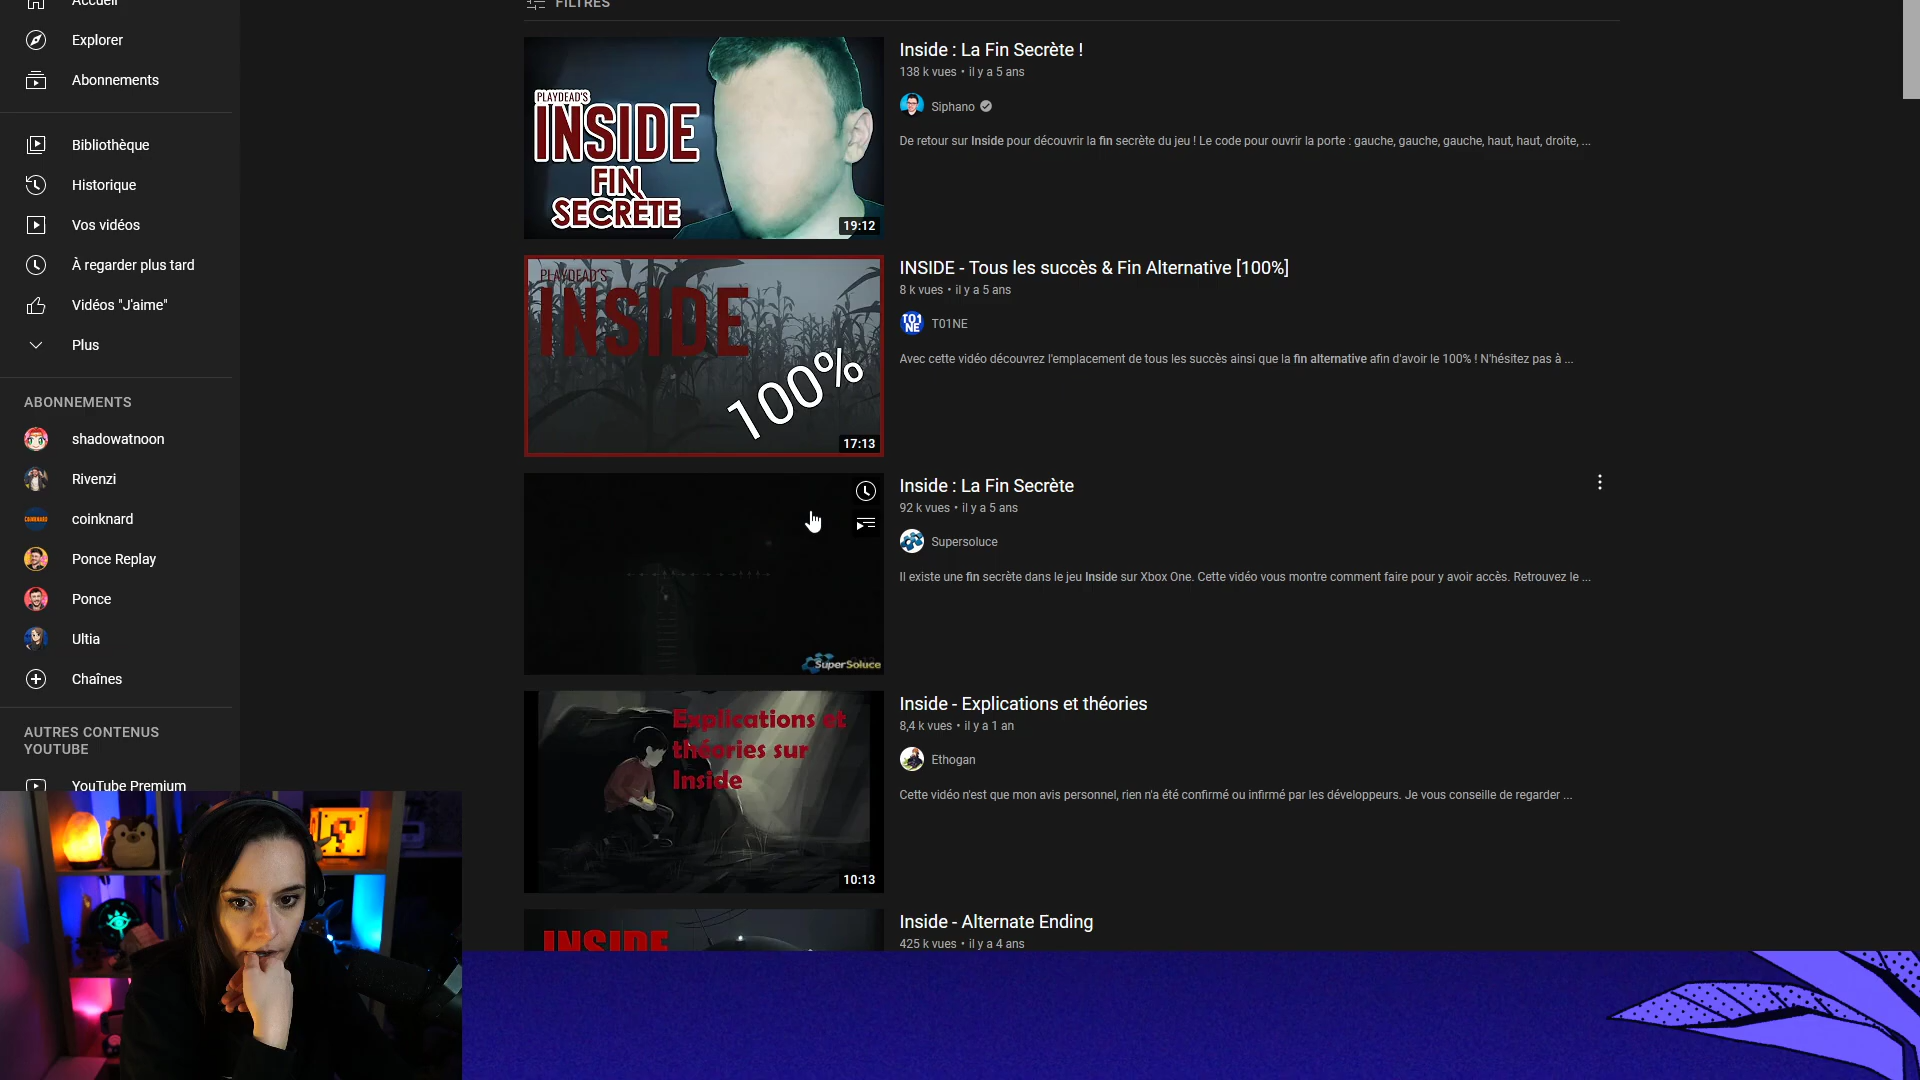 Accueil
FILTRES
Explorer
Abonnements
Bibliothèque
Historique
Vos vidéos
À regarder plus tard
Vidéos "J'aime"
Plus
ABONNEMENTS
shadowatnoon
Rivenzi
coinknard
Ponce Replay
Ponce
Ultia
Chaînes
AUTRES CONTENUS
YOUTUBE
YouTube Premium
PLAYDEAD'S
INSIDE
FIN
SECRÈTE
19:12
Inside : La Fin Secrète !
138 k vues • il y a 5 ans
Siphano
De retour sur Inside pour découvrir la fin secrète du jeu ! Le code pour ouvrir la porte : gauche, gauche, gauche, haut, haut, droite, ...
PLAYDEAD'S
INSIDE
100%
17:13
INSIDE - Tous les succès & Fin Alternative [100%]
8 k vues • il y a 5 ans
TO1NE
T01NE
Avec cette vidéo découvrez l'emplacement de tous les succès ainsi que la fin alternative afin d'avoir le 100% ! N'hésitez pas à ...
SuperSoluce
Inside : La Fin Secrète
92 k vues • il y a 5 ans
Supersoluce
Il existe une fin secrète dans le jeu Inside sur Xbox One. Cette vidéo vous montre comment faire pour y avoir accès. Retrouvez le ...
Explications et
théories sur
Inside
10:13
Inside - Explications et théories
8,4 k vues • il y a 1 an
Ethogan
Cette vidéo n'est que mon avis personnel, rien n'a été confirmé ou infirmé par les développeurs. Je vous conseille de regarder ...
INSIDE
Inside - Alternate Ending
425 k vues • il y a 4 ans